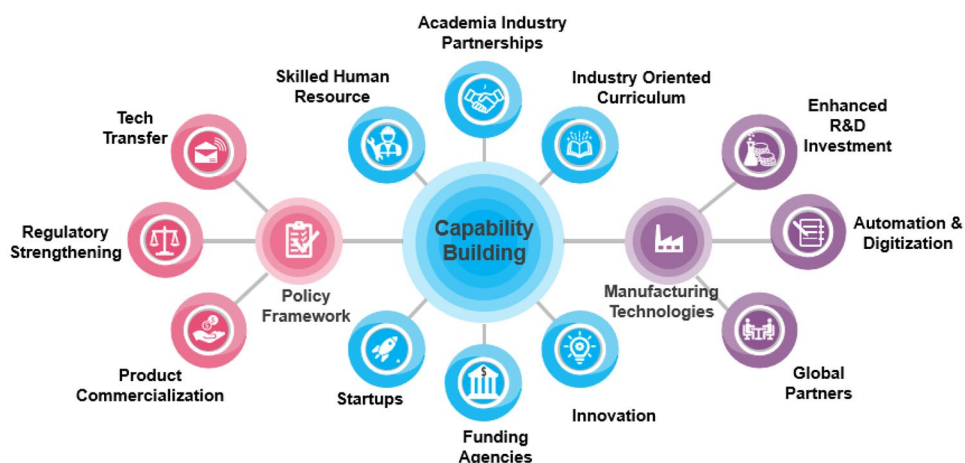 Academia Industry
Partnerships
Skilled Human
Resource
Industry Oriented
Curriculum
Tech
Transfer
Enhanced
R&D
Investment
Regulatory
Strengthening
Capability
Building
Automation &
Digitization
Policy
Framework
Manufacturing
Technologies
Product
Commercialization
Startups
Funding
Agencies
Innovation
Global
Partners